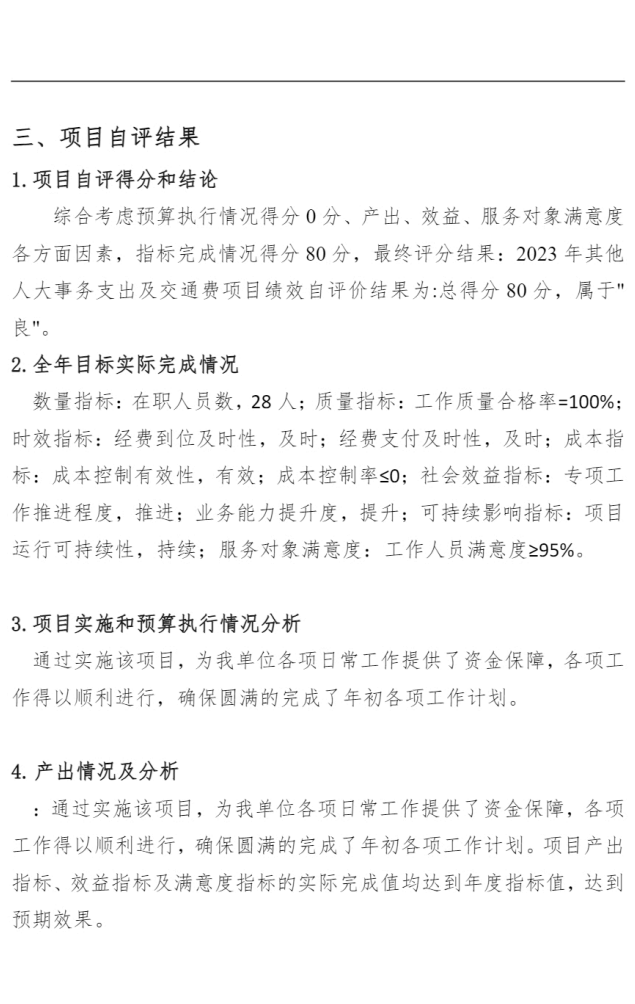 三、项目自评结果
1.项目自评得分和结论
综合考虑预算执行情况得分 0 分、产出、效益、服务对象满意度
各方面因素，指标完成情况得分 80 分，最终评分结果：2023 年其他
人大事务支出及交通费项目绩效自评价结果为:总得分 80 分，属于"
良"。
2.全年目标实际完成情况
数量指标：在职人员数，28 人；质量指标：工作质量合格率=100%；
时效指标：经费到位及时性，及时；经费支付及时性，及时；成本指
标：成本控制有效性，有效；成本控制率≤0；社会效益指标：专项工
作推进程度，推进；业务能力提升度，提升；可持续影响指标：项目
运行可持续性，持续；服务对象满意度：工作人员满意度≥95%。
3.项目实施和预算执行情况分析
通过实施该项目，为我单位各项日常工作提供了资金保障，各项工
作得以顺利进行，确保圆满的完成了年初各项工作计划。
4. 产出情况及分析
：通过实施该项目，为我单位各项日常工作提供了资金保障，各项
工作得以顺利进行，确保圆满的完成了年初各项工作计划。项目产出
指标、效益指标及满意度指标的实际完成值均达到年度指标值，达到
预期效果。